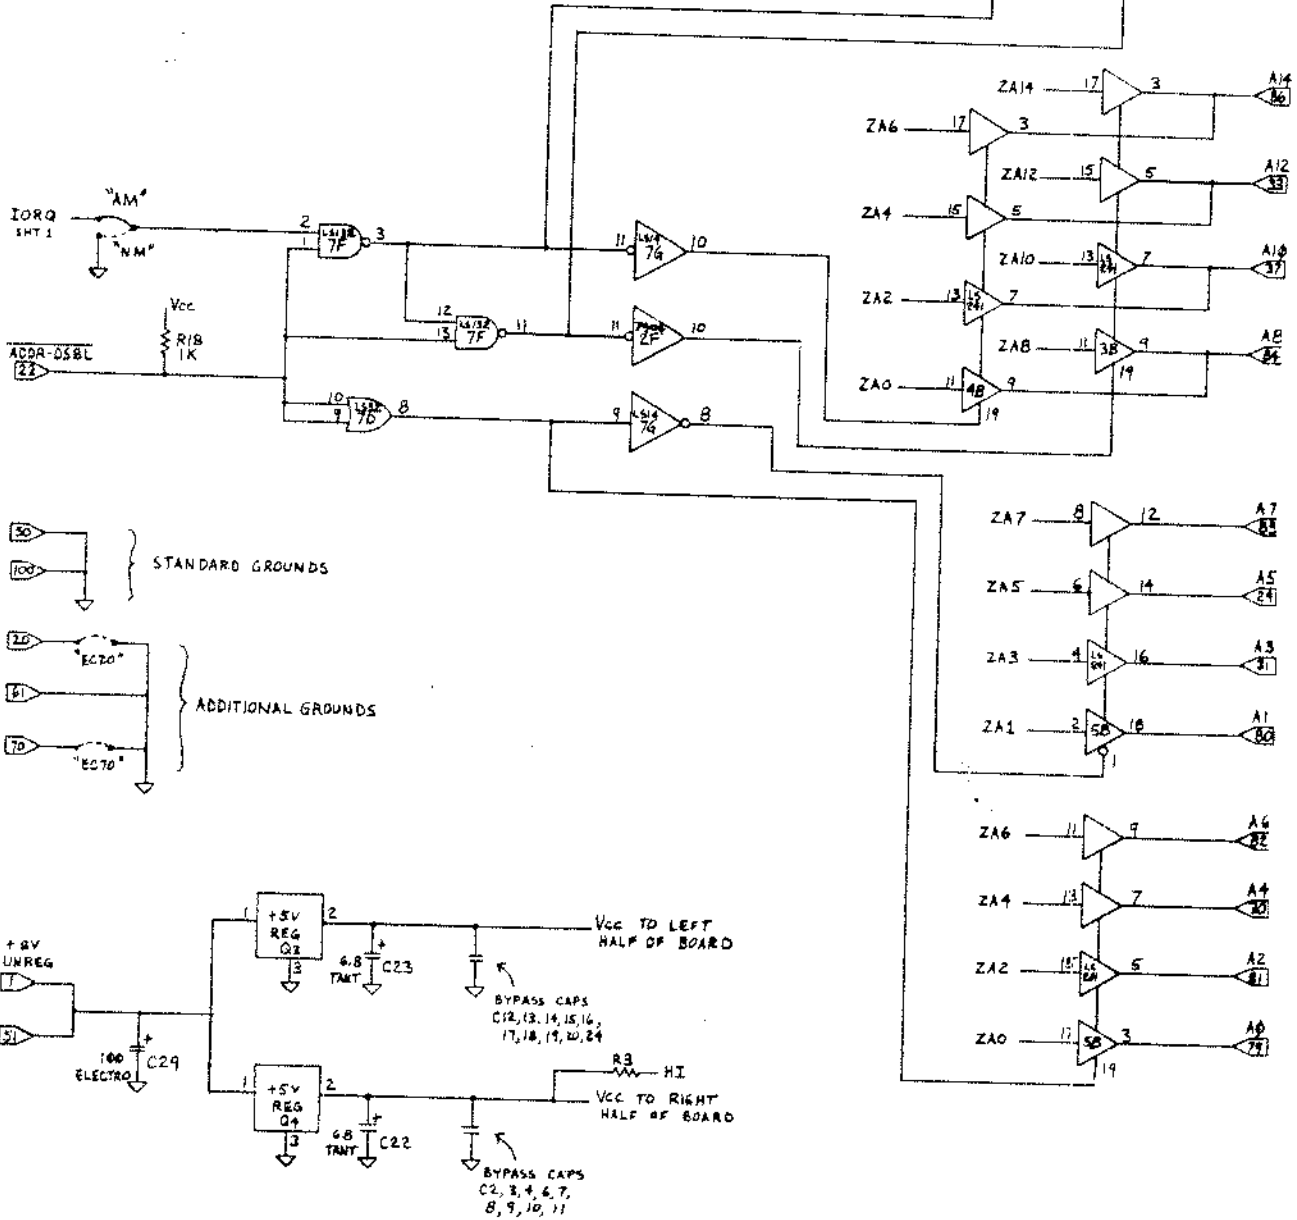 ZA14 17 3 A14
86
ZA6 17 3
ZA12 15 5 A12
33
"AM"
IORQ
SHT 1
"NM"
2
1
LS132
7F
3
11
LS14
7G
10
ZA4 15 5
ZA10 13 LS
241
7 A10
37
ZA2 13 LS
241
7
Vcc
R18
1K
12
13
LS132
7F
11
11
2F
10
ZA8 11 3B 9 A8
84
19
ADDR-DSBL
22
ZA0 11 4B 9
19
10
9
LS32
7D
8
9
LS14
7G
8
50
100
STANDARD GROUNDS
ZA7 8 12 A7
83
ZA5 6 14 A5
29
20
"EC20"
61
ADDITIONAL GROUNDS
70
"EC70"
ZA3 4 LS
241
16 A3
31
ZA1 2 5B 18 A1
80
1
ZA6 11 9 A6
82
ZA4 13 7 A4
30
ZA2 15 LS
241
5 A2
81
ZA0 17 5B 3 A0
79
19
+8V
UNREG
1
51
100
ELECTRO
C29
1
+5V
REG
Q3
2
3
6.8
TANT
C23
VCC TO LEFT
HALF OF BOARD
BYPASS CAPS
C12,13,14,15,16,
17,18,19,20,24
1
+5V
REG
Q4
2
3
6.8
TANT
C22
R3
HI
VCC TO RIGHT
HALF OF BOARD
BYPASS CAPS
C2,3,4,6,7,
8,9,10,11